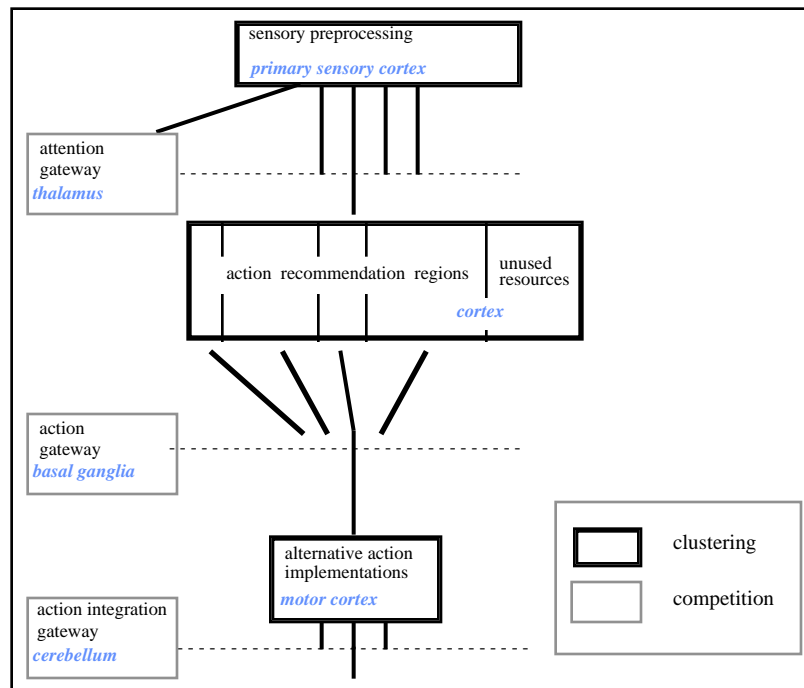 sensory preprocessing
primary sensory cortex
attention
gateway
thalamus
action recommendation regions
unused
resources
cortex
action
gateway
basal ganglia
alternative action
implementations
motor cortex
action integration
gateway
cerebellum
clustering
competition